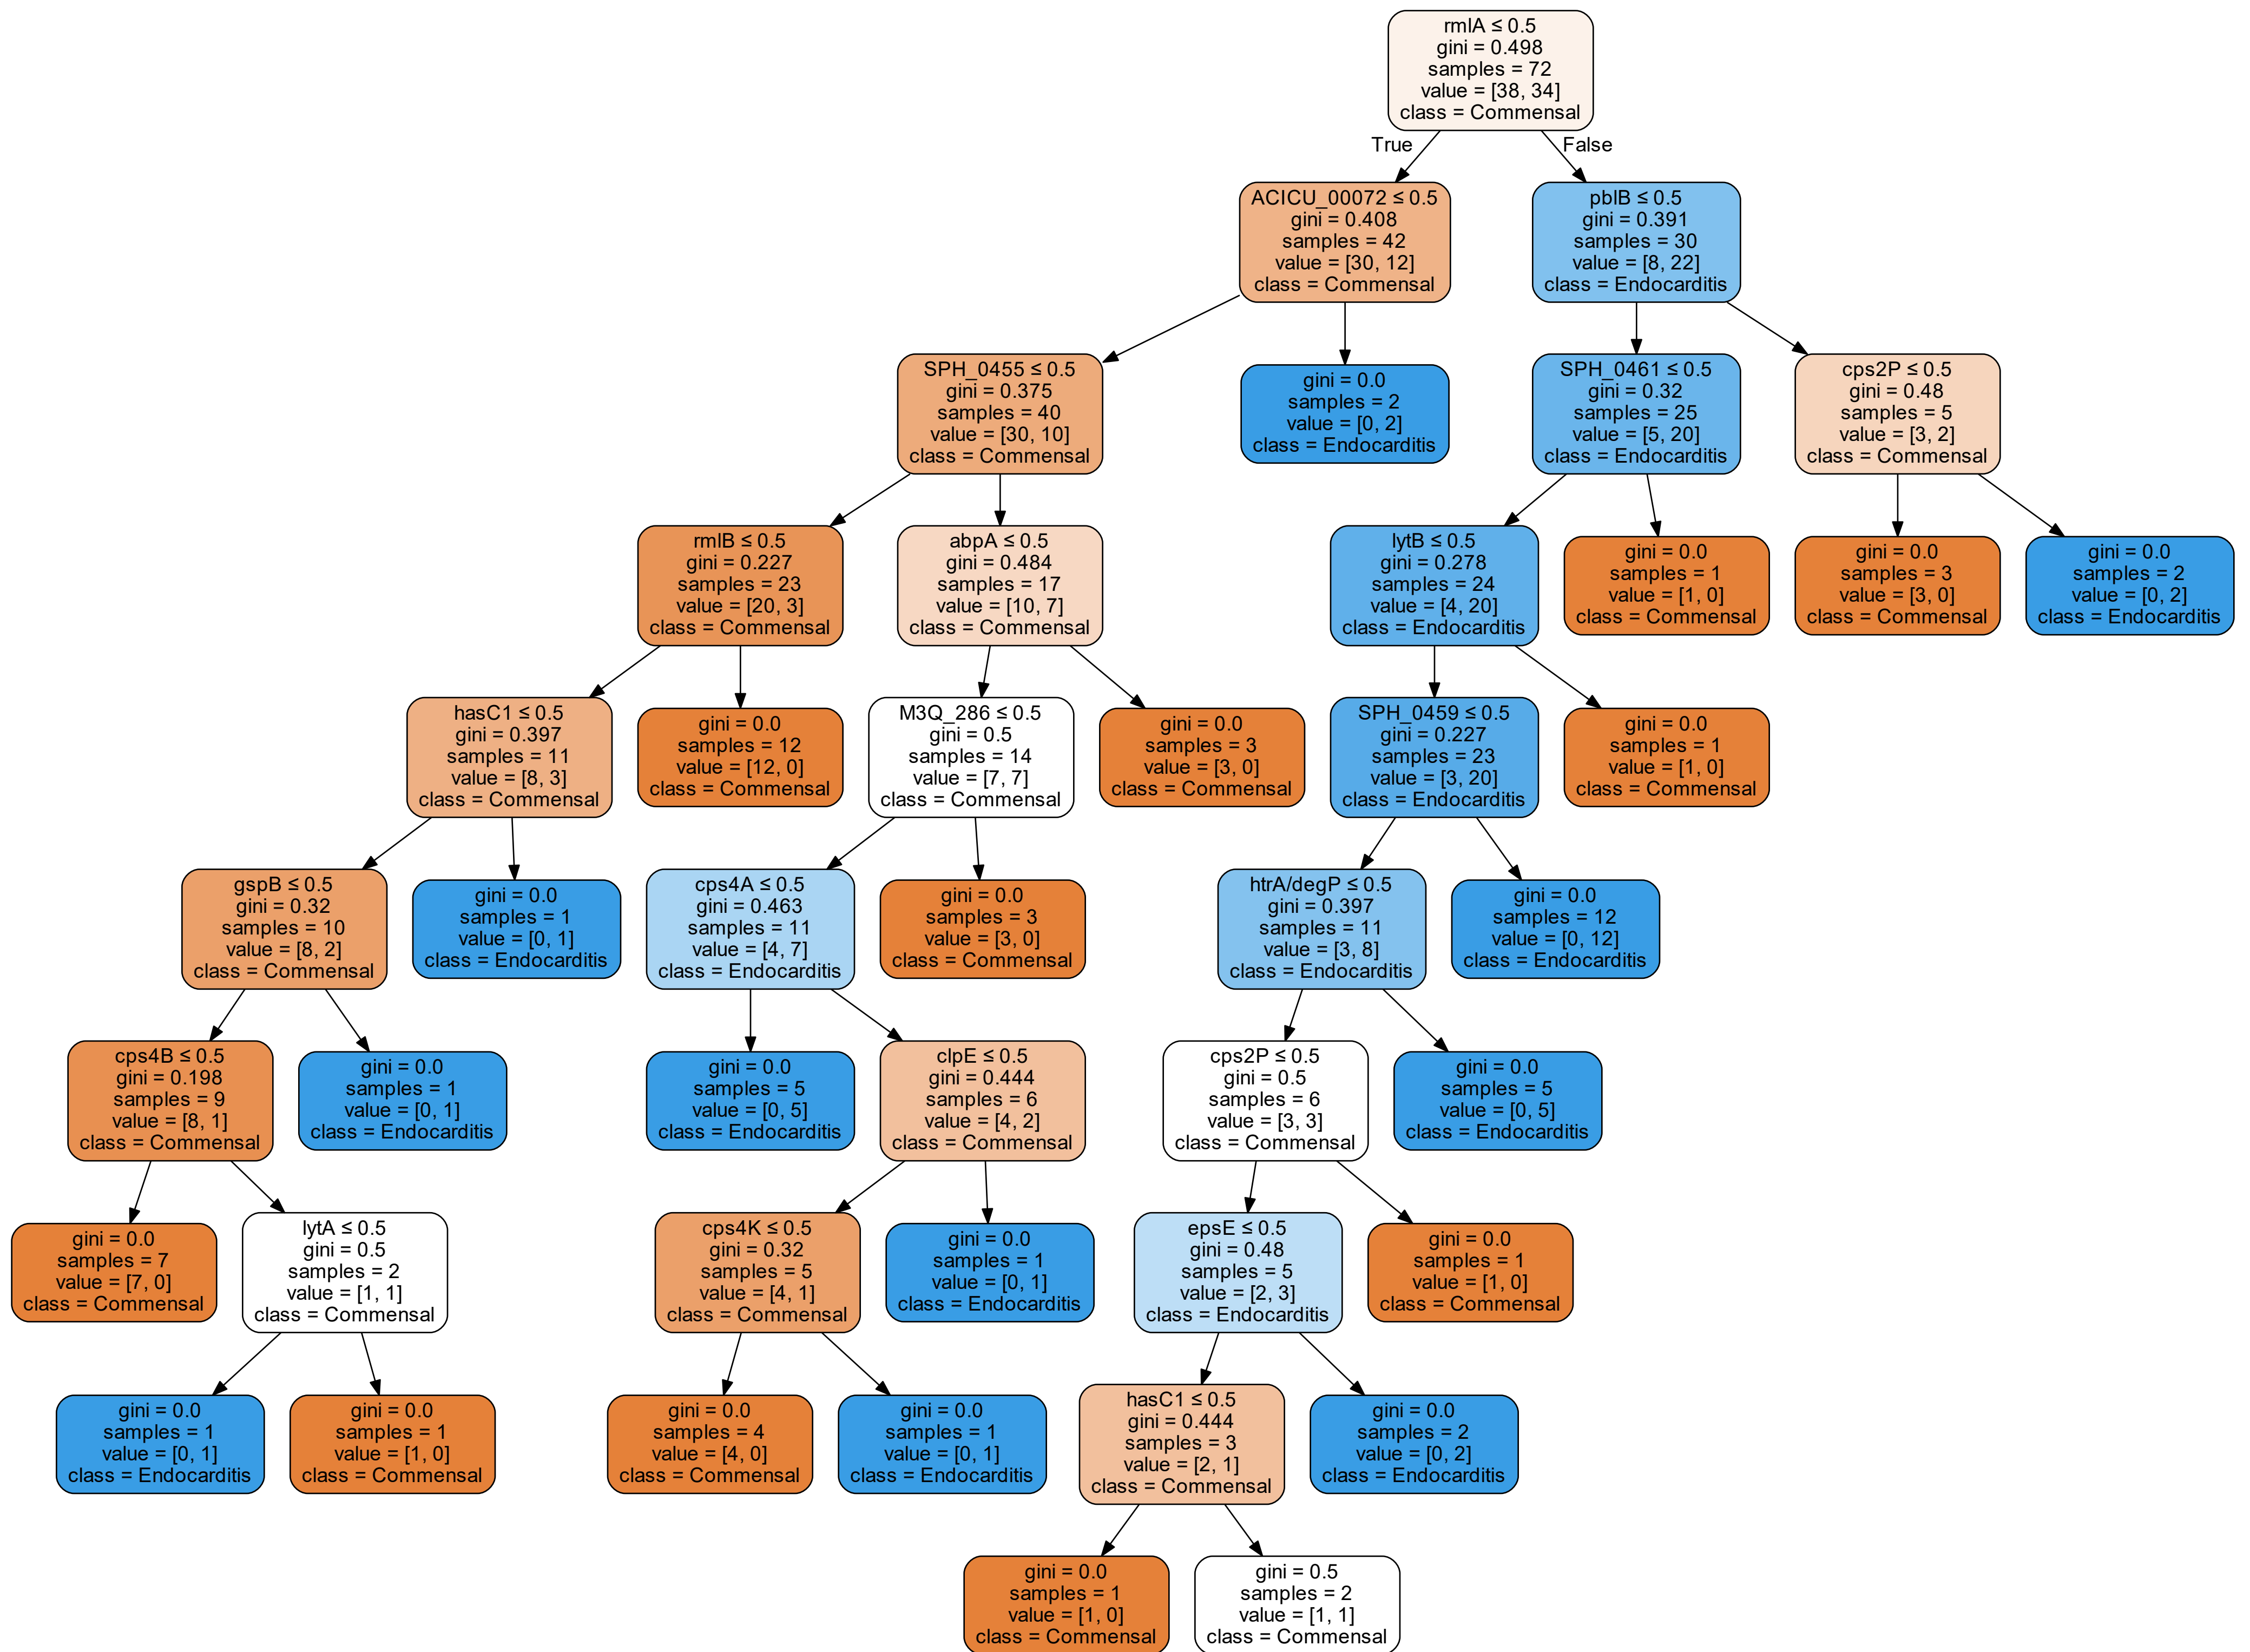 rmlA ≤ 0.5
gini = 0.498
samples = 72
value = [38, 34]
class = Commensal
True
False
ACICU_00072 ≤ 0.5
gini = 0.408
samples = 42
value = [30, 12]
class = Commensal
pblB ≤ 0.5
gini = 0.391
samples = 30
value = [8, 22]
class = Endocarditis
SPH_0455 ≤ 0.5
gini = 0.375
samples = 40
value = [30, 10]
class = Commensal
gini = 0.0
samples = 2
value = [0, 2]
class = Endocarditis
SPH_0461 ≤ 0.5
gini = 0.32
samples = 25
value = [5, 20]
class = Endocarditis
cps2P ≤ 0.5
gini = 0.48
samples = 5
value = [3, 2]
class = Commensal
rmlB ≤ 0.5
gini = 0.227
samples = 23
value = [20, 3]
class = Commensal
abpA ≤ 0.5
gini = 0.484
samples = 17
value = [10, 7]
class = Commensal
lytB ≤ 0.5
gini = 0.278
samples = 24
value = [4, 20]
class = Endocarditis
gini = 0.0
samples = 1
value = [1, 0]
class = Commensal
gini = 0.0
samples = 3
value = [3, 0]
class = Commensal
gini = 0.0
samples = 2
value = [0, 2]
class = Endocarditis
hasC1 ≤ 0.5
gini = 0.397
samples = 11
value = [8, 3]
class = Commensal
gini = 0.0
samples = 12
value = [12, 0]
class = Commensal
M3Q_286 ≤ 0.5
gini = 0.5
samples = 14
value = [7, 7]
class = Commensal
gini = 0.0
samples = 3
value = [3, 0]
class = Commensal
SPH_0459 ≤ 0.5
gini = 0.227
samples = 23
value = [3, 20]
class = Endocarditis
gini = 0.0
samples = 1
value = [1, 0]
class = Commensal
gspB ≤ 0.5
gini = 0.32
samples = 10
value = [8, 2]
class = Commensal
gini = 0.0
samples = 1
value = [0, 1]
class = Endocarditis
cps4A ≤ 0.5
gini = 0.463
samples = 11
value = [4, 7]
class = Endocarditis
gini = 0.0
samples = 3
value = [3, 0]
class = Commensal
htrA/degP ≤ 0.5
gini = 0.397
samples = 11
value = [3, 8]
class = Endocarditis
gini = 0.0
samples = 12
value = [0, 12]
class = Endocarditis
cps4B ≤ 0.5
gini = 0.198
samples = 9
value = [8, 1]
class = Commensal
gini = 0.0
samples = 1
value = [0, 1]
class = Endocarditis
gini = 0.0
samples = 5
value = [0, 5]
class = Endocarditis
clpE ≤ 0.5
gini = 0.444
samples = 6
value = [4, 2]
class = Commensal
cps2P ≤ 0.5
gini = 0.5
samples = 6
value = [3, 3]
class = Commensal
gini = 0.0
samples = 5
value = [0, 5]
class = Endocarditis
gini = 0.0
samples = 7
value = [7, 0]
class = Commensal
lytA ≤ 0.5
gini = 0.5
samples = 2
value = [1, 1]
class = Commensal
cps4K ≤ 0.5
gini = 0.32
samples = 5
value = [4, 1]
class = Commensal
gini = 0.0
samples = 1
value = [0, 1]
class = Endocarditis
epsE ≤ 0.5
gini = 0.48
samples = 5
value = [2, 3]
class = Endocarditis
gini = 0.0
samples = 1
value = [1, 0]
class = Commensal
gini = 0.0
samples = 1
value = [0, 1]
class = Endocarditis
gini = 0.0
samples = 1
value = [1, 0]
class = Commensal
gini = 0.0
samples = 4
value = [4, 0]
class = Commensal
gini = 0.0
samples = 1
value = [0, 1]
class = Endocarditis
hasC1 ≤ 0.5
gini = 0.444
samples = 3
value = [2, 1]
class = Commensal
gini = 0.0
samples = 2
value = [0, 2]
class = Endocarditis
gini = 0.0
samples = 1
value = [1, 0]
class = Commensal
gini = 0.5
samples = 2
value = [1, 1]
class = Commensal